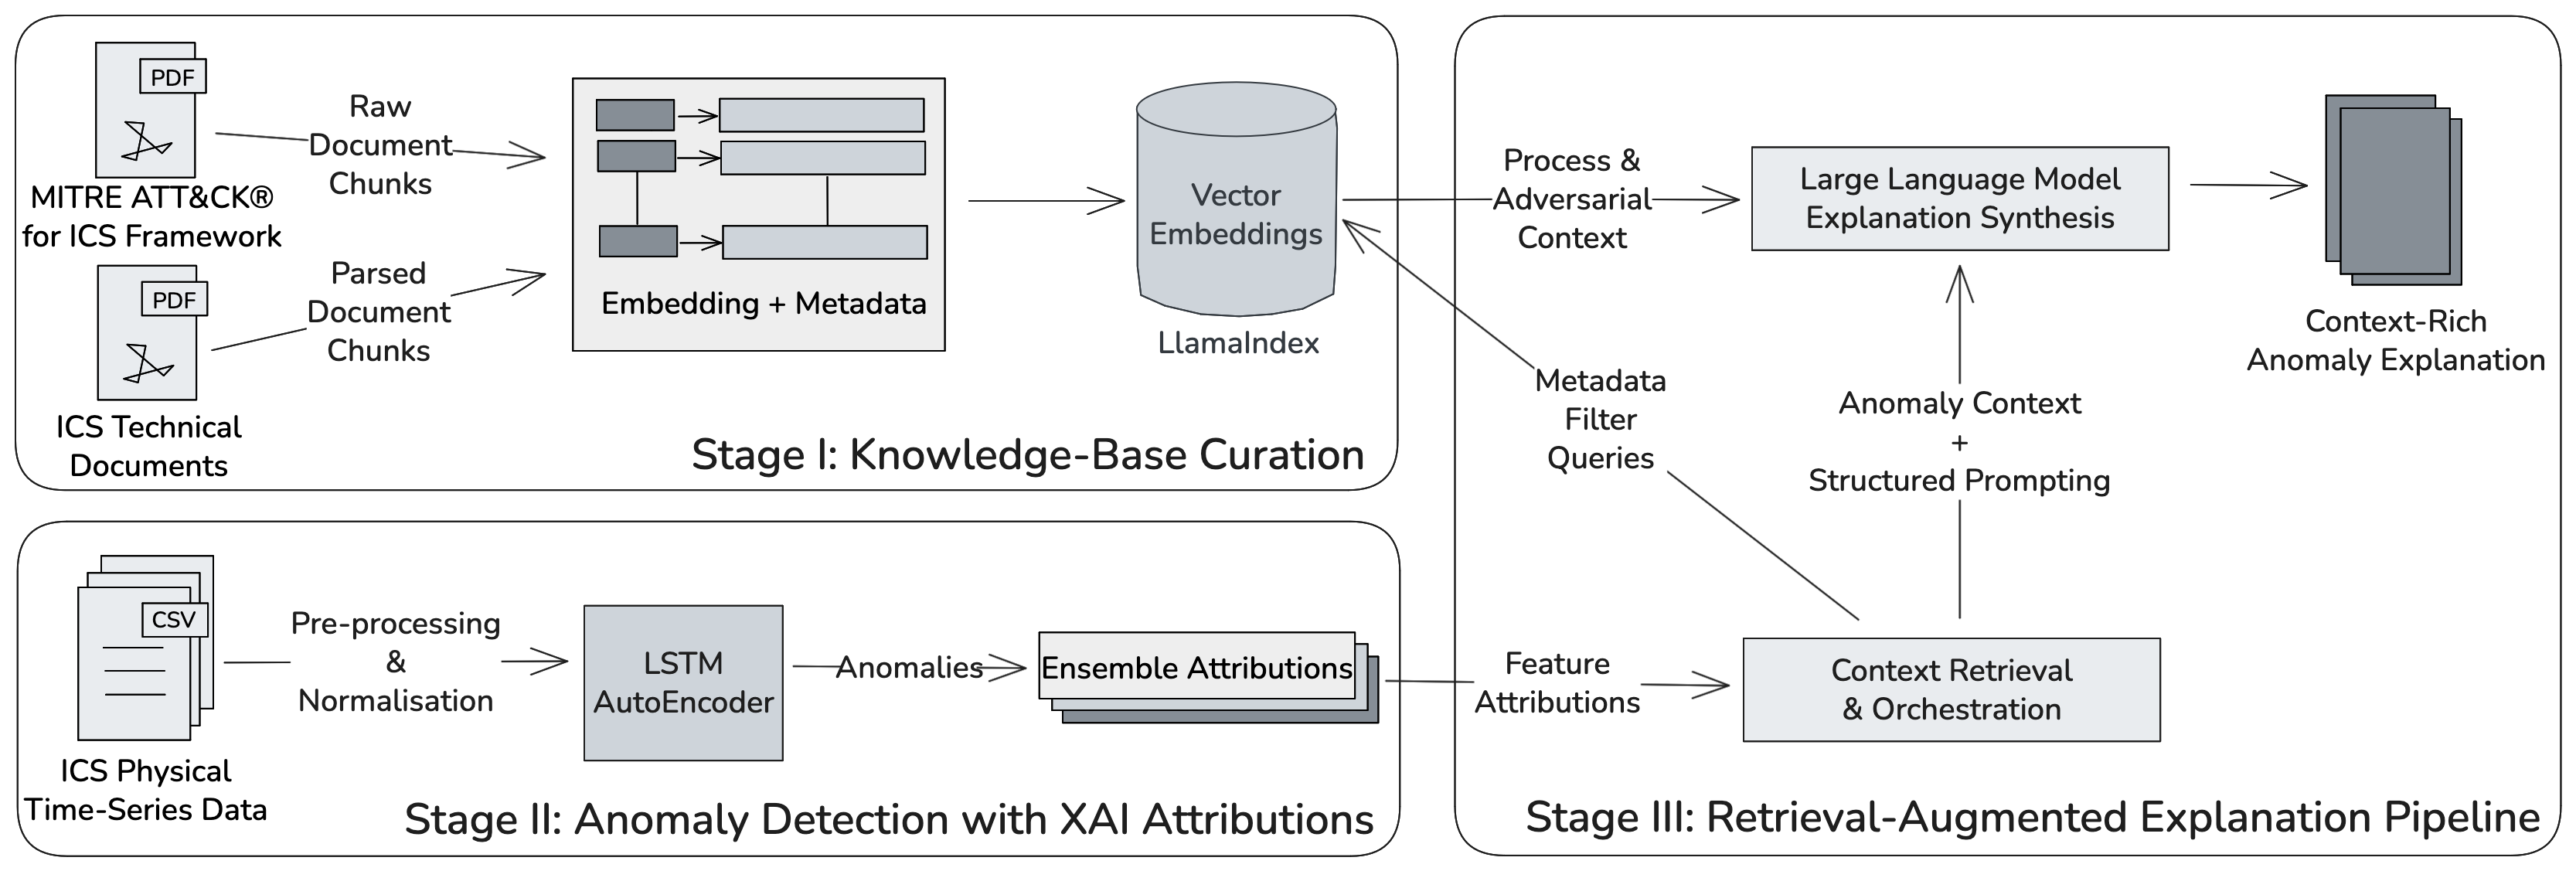 PDF
MITRE ATT&CK®
for ICS Framework
Raw
Document
Chunks
PDF
ICS Technical
Documents
Parsed
Document
Chunks
Embedding + Metadata
Vector
Embeddings
LlamaIndex
Stage I: Knowledge-Base Curation
CSV
ICS Physical
Time-Series Data
Pre-processing
&
Normalisation
LSTM
AutoEncoder
Anomalies
Ensemble Attributions
Stage II: Anomaly Detection with XAI Attributions
Process &
Adversarial
Context
Large Language Model
Explanation Synthesis
Context-Rich
Anomaly Explanation
Metadata
Filter
Queries
Anomaly Context
+
Structured Prompting
Feature
Attributions
Context Retrieval
& Orchestration
Stage III: Retrieval-Augmented Explanation Pipeline